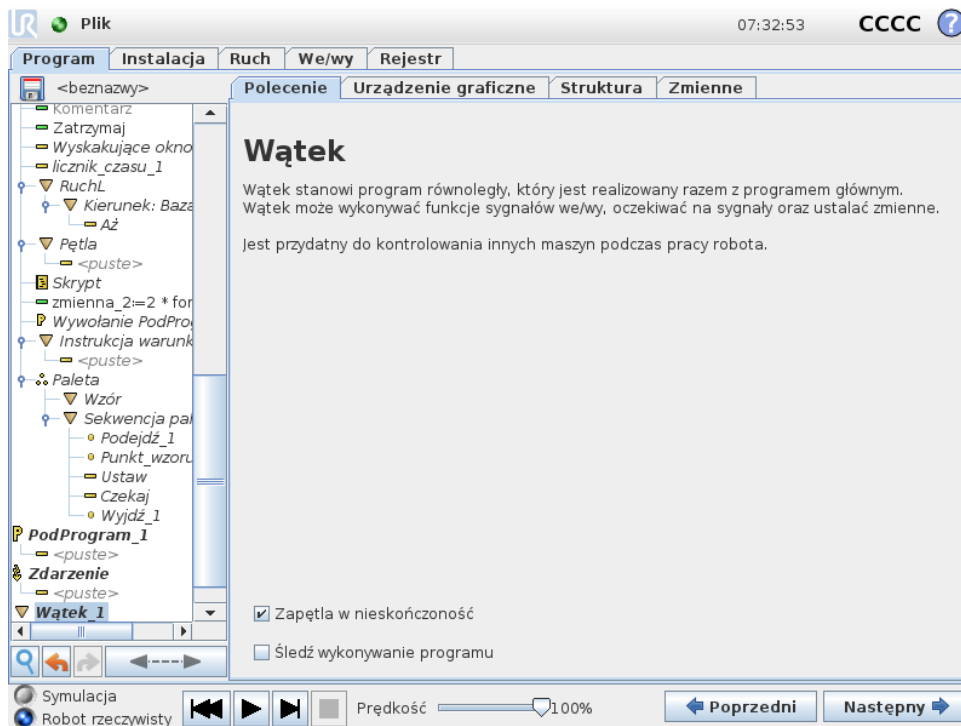 UR Plik 07:32:53 CCCC ?
Program Instalacja Ruch We/wy Rejestr
<beznazwy>
Polecenie Urządzenie graficzne Struktura Zmienne
Komentarz
Zatrzymaj
Wyskakujące okno
licznik_czasu_1
RuchL
Kierunek: Baza
Aż
Pętla
<puste>
Skrypt
zmienna_2:=2 * for
P Wywołanie PodPro
Instrukcja warunk
<puste>
Paleta
Wzór
Sekwencja pal
Podejdź_1
Punkt_wzoru
Ustaw
Czekaj
Wyjdź_1
P PodProgram_1
<puste>
Zdarzenie
<puste>
Wątek_1
Wątek
Wątek stanowi program równoległy, który jest realizowany razem z programem głównym.
Wątek może wykonywać funkcje sygnałów we/wy, oczekiwać na sygnały oraz ustalać zmienne.
Jest przydatny do kontrolowania innych maszyn podczas pracy robota.
Zapętla w nieskończoność
Śledź wykonywanie programu
Symulacja
Robot rzeczywisty
Prędkość 100%
Poprzedni
Następny